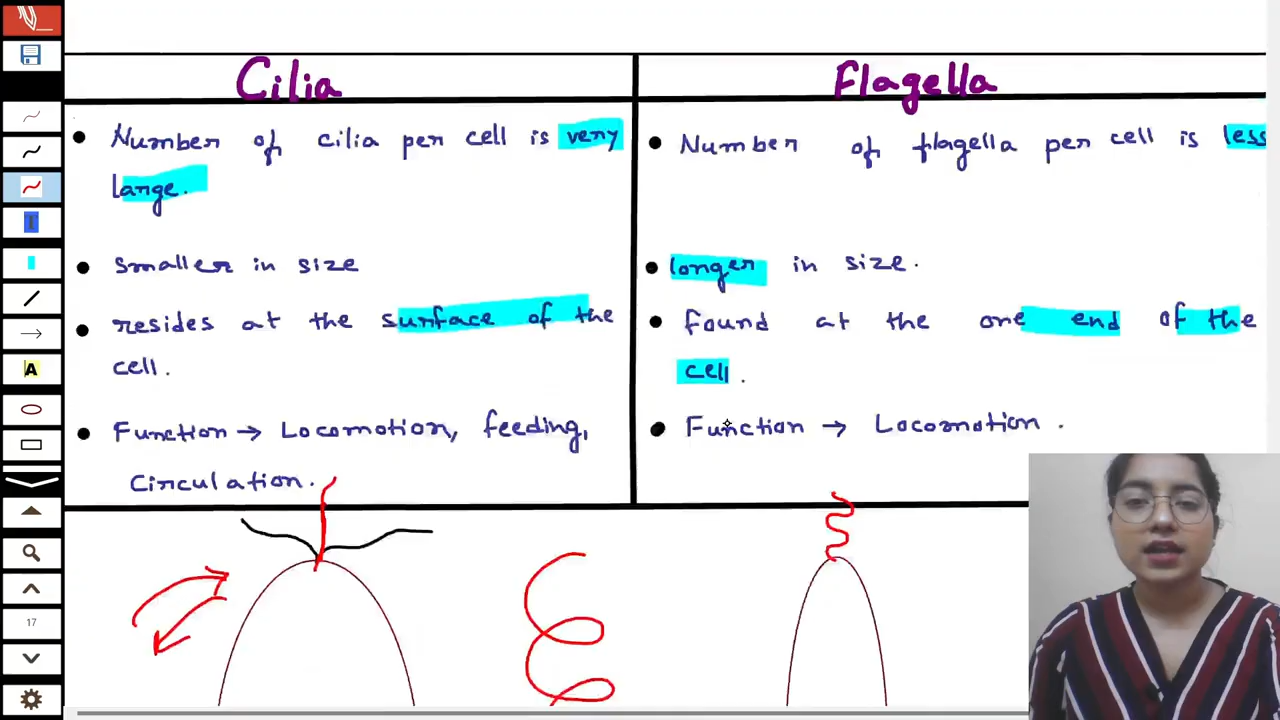 Cilia
Flagella
Number of cilia per cell is very
large.
Number of flagella per cell is less
smaller in size
longer in size.
resides at the surface of the
cell.
found at the one end of the
cell.
Function → Locomotion, feeding,
Circulation.
Function → Locomotion.
T
A
17